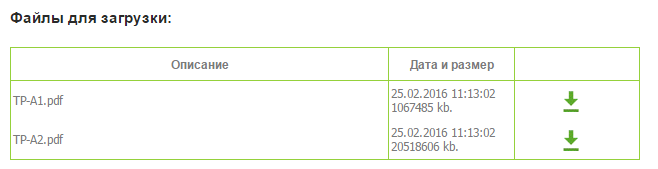 Файлы для загрузки:
Описание
Дата и размер
TP-A1.pdf
25.02.2016 11:13:02
1067485 kb.
TP-A2.pdf
25.02.2016 11:13:02
20518606 kb.